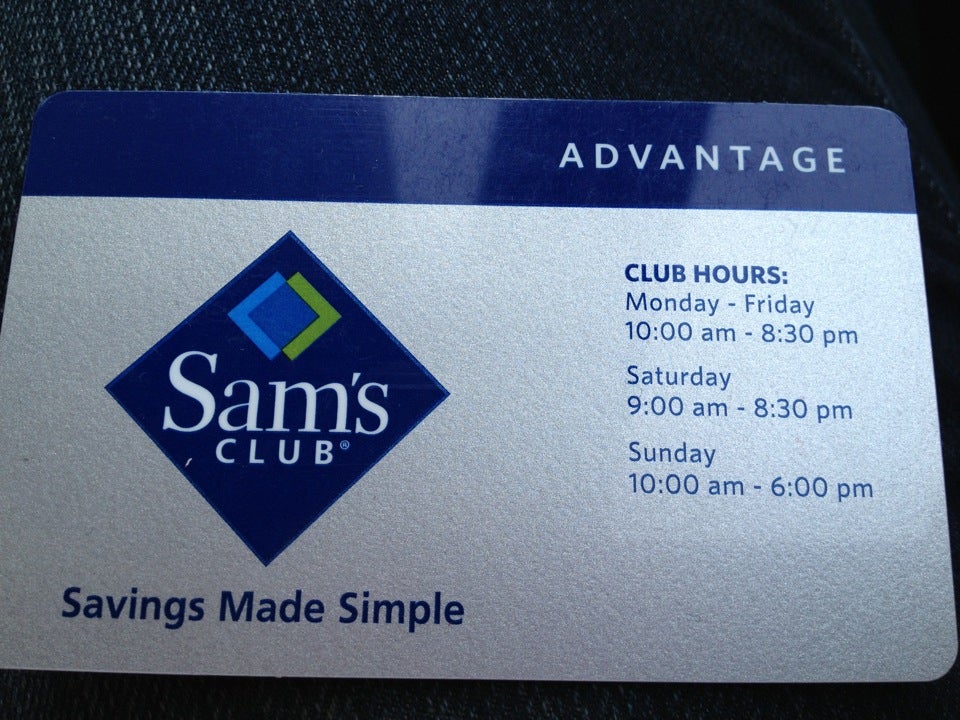 ADVANTAGE
Sam's
CLUB®
Savings Made Simple
CLUB HOURS:
Monday - Friday
10:00 am - 8:30 pm
Saturday
9:00 am - 8:30 pm
Sunday
10:00 am - 6:00 pm